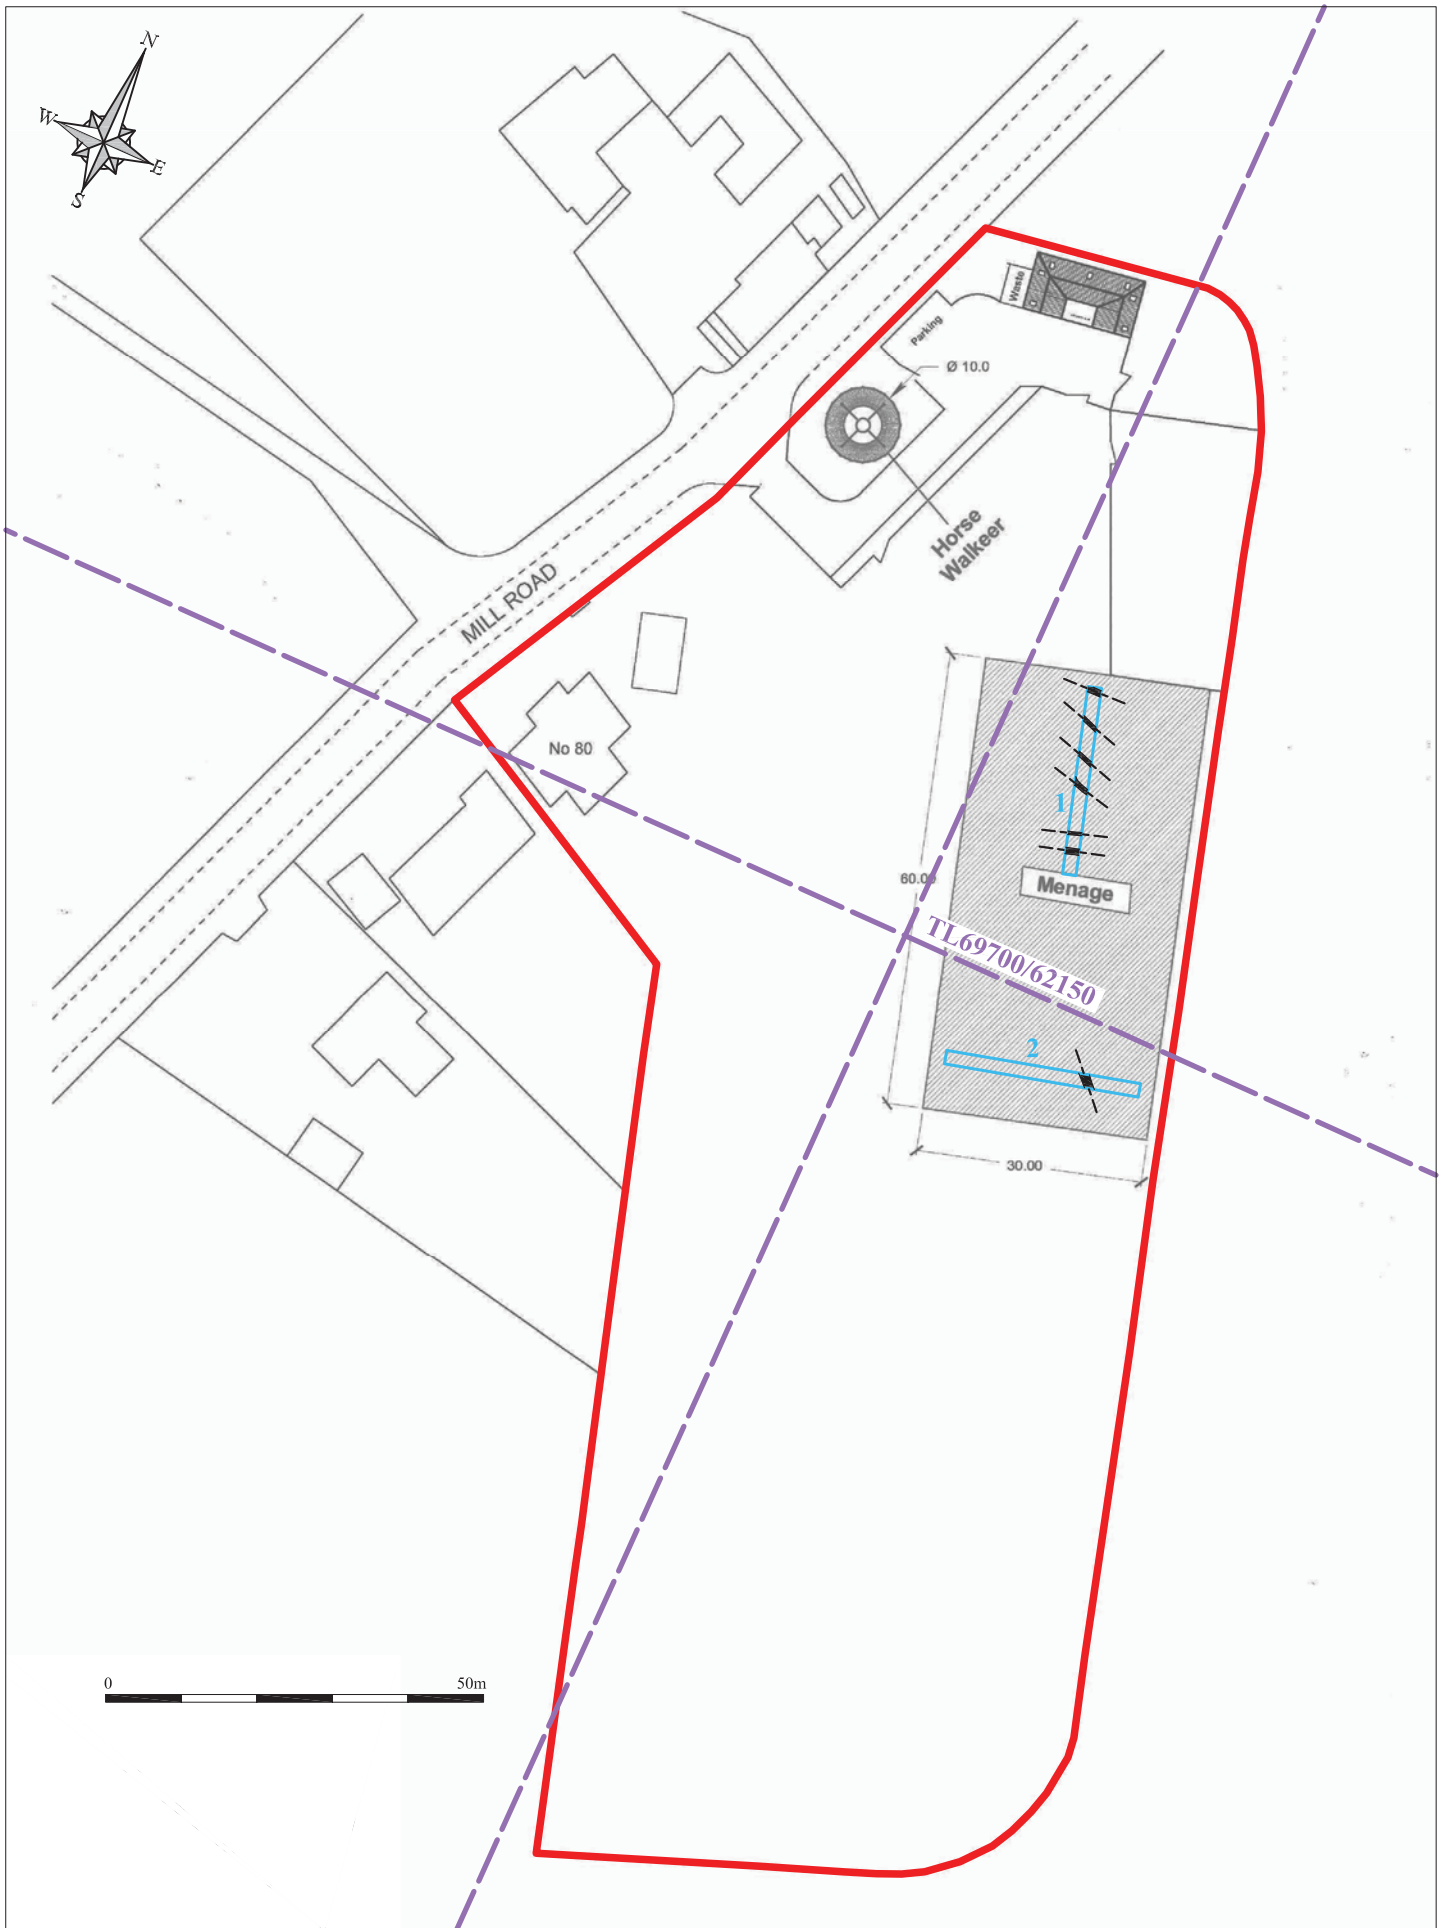 N
W
E
S
Waste
Parking
Ø 10.0
Horse
Walkeer
MILL ROAD
No 80
1
60.00
Menage
TL69700/62150
2
30.00
0 50m